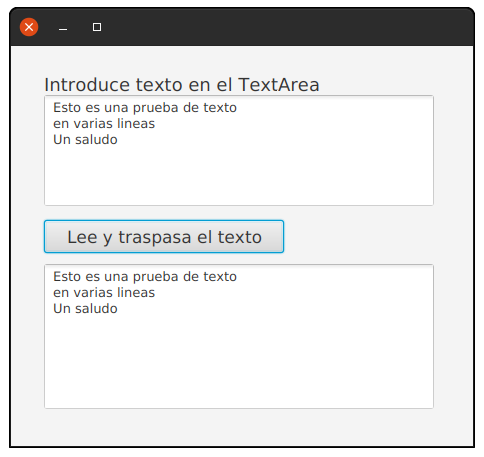 Introduce texto en el TextArea
Esto es una prueba de texto
en varias lineas
Un saludo
Lee y traspasa el texto
Esto es una prueba de texto
en varias lineas
Un saludo